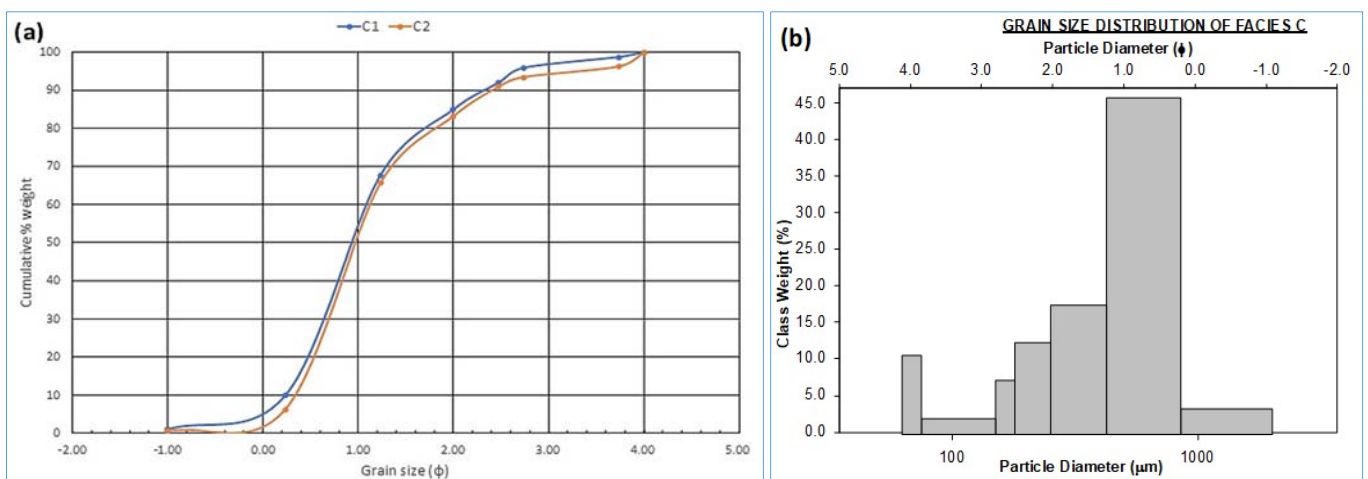 (a)
C1 C2
100
90
80
70
60
50
40
30
20
10
0
Cumulative % weight
-2.00 -1.00 0.00 1.00 2.00 3.00 4.00 5.00
Grain size (ϕ)
(b)
GRAIN SIZE DISTRIBUTION OF FACIES C
Particle Diameter (ϕ)
5.0 4.0 3.0 2.0 1.0 0.0 -1.0 -2.0
45.0
40.0
35.0
30.0
25.0
20.0
15.0
10.0
5.0
0.0
Class Weight (%)
100 1000
Particle Diameter (μm)